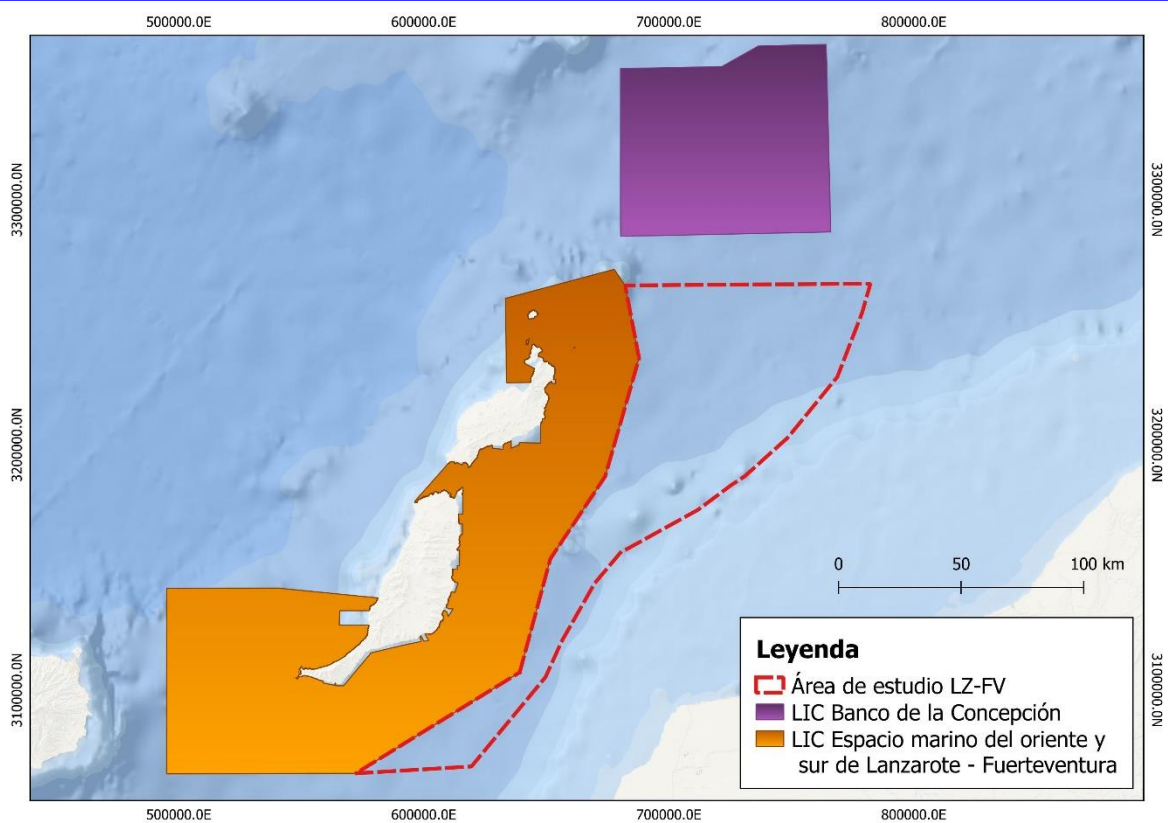 500000.0E 600000.0E 700000.0E 800000.0E
3300000.0N
3300000.0N
3200000.0N
3200000.0N
3100000.0N
3100000.0N
0 50 100 km
Leyenda
Área de estudio LZ-FV
LIC Banco de la Concepción
LIC Espacio marino del oriente y
sur de Lanzarote - Fuerteventura
500000.0E 600000.0E 700000.0E 800000.0E